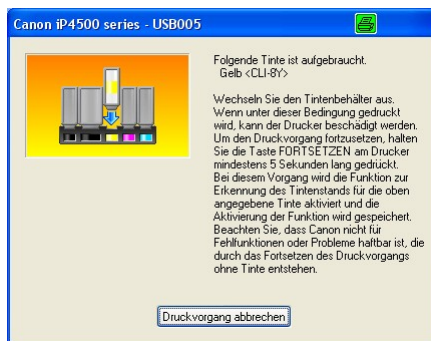 Canon iP4500 series - USB005
Folgende Tinte ist aufgebraucht.
Gelb <CLI-8Y>
Wechseln Sie den Tintenbehälter aus.
Wenn unter dieser Bedingung gedruckt
wird, kann der Drucker beschädigt werden.
Um den Druckvorgang fortzusetzen, halten
Sie die Taste FORTSETZEN am Drucker
mindestens 5 Sekunden lang gedrückt.
Bei diesem Vorgang wird die Funktion zur
Erkennung des Tintenstands für die oben
angegebene Tinte aktiviert und die
Aktivierung der Funktion wird gespeichert.
Beachten Sie, dass Canon nicht für
Fehlfunktionen oder Probleme haftbar ist, die
durch das Fortsetzen des Druckvorgangs
ohne Tinte entstehen.
Druckvorgang abbrechen